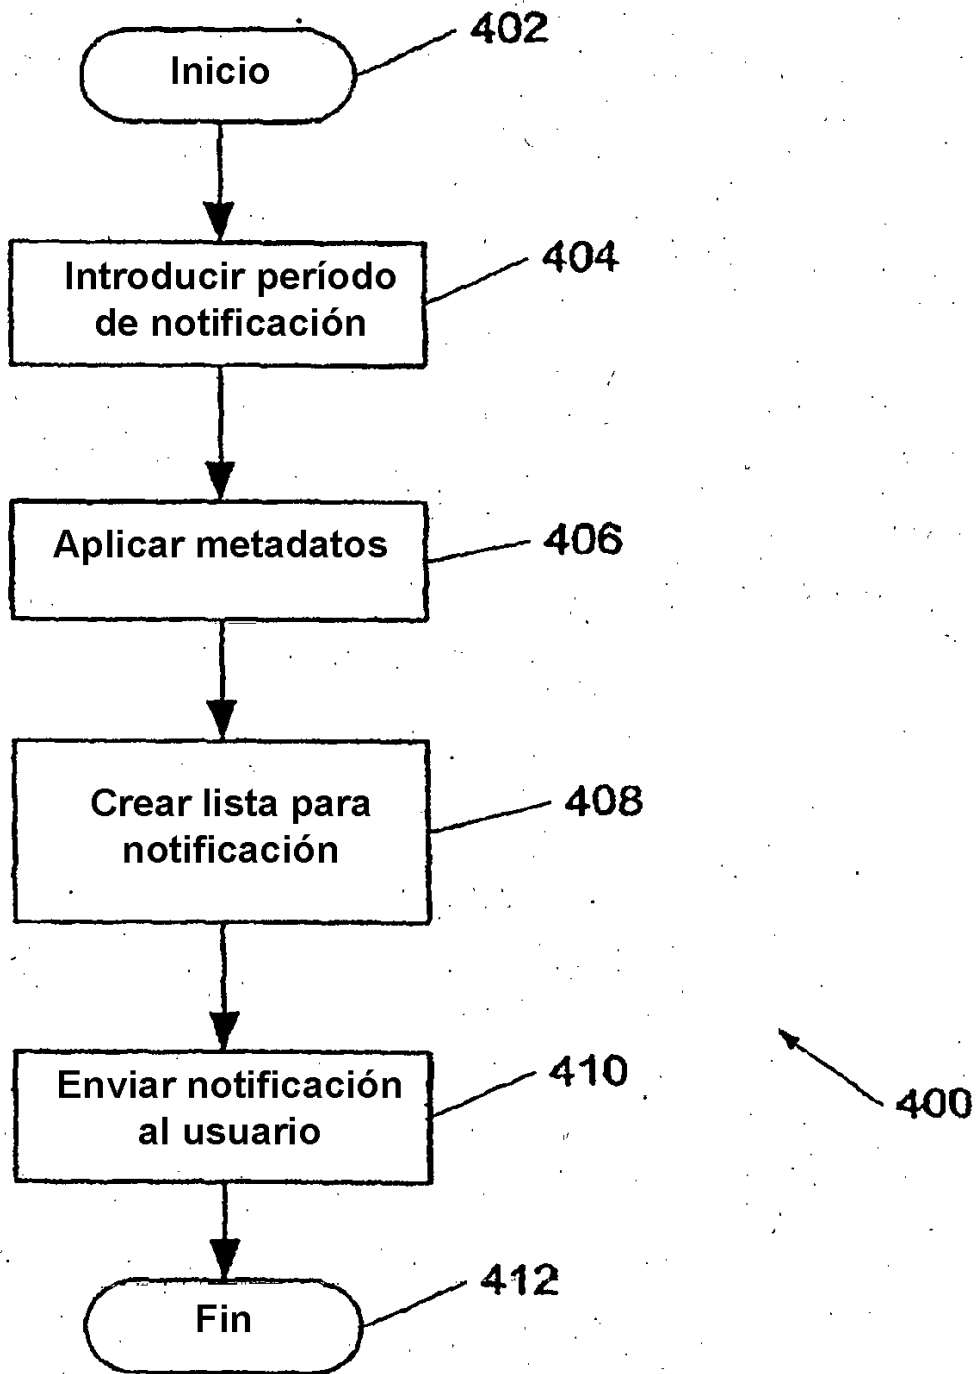 402
Inicio
404
Introducir período
de notificación
406
Aplicar metadatos
408
Crear lista para
notificación
410
Enviar notificación
al usuario
400
412
Fin